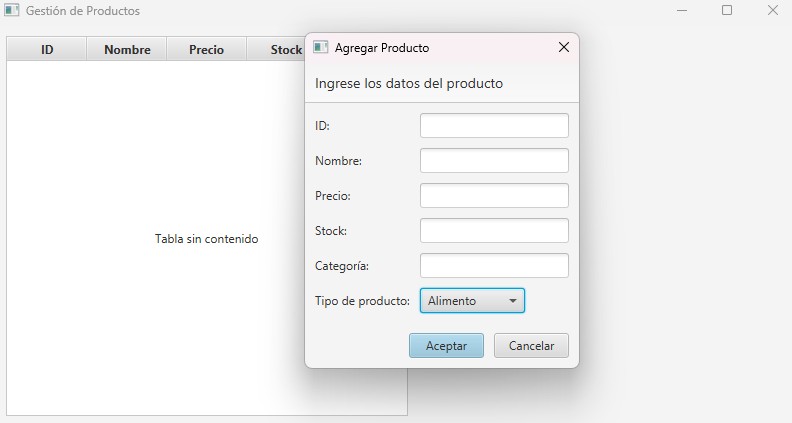 Gestión de Productos
ID Nombre Precio Stock
Tabla sin contenido
Agregar Producto
Ingrese los datos del producto
ID:
Nombre:
Precio:
Stock:
Categoría:
Tipo de producto: Alimento
Aceptar Cancelar